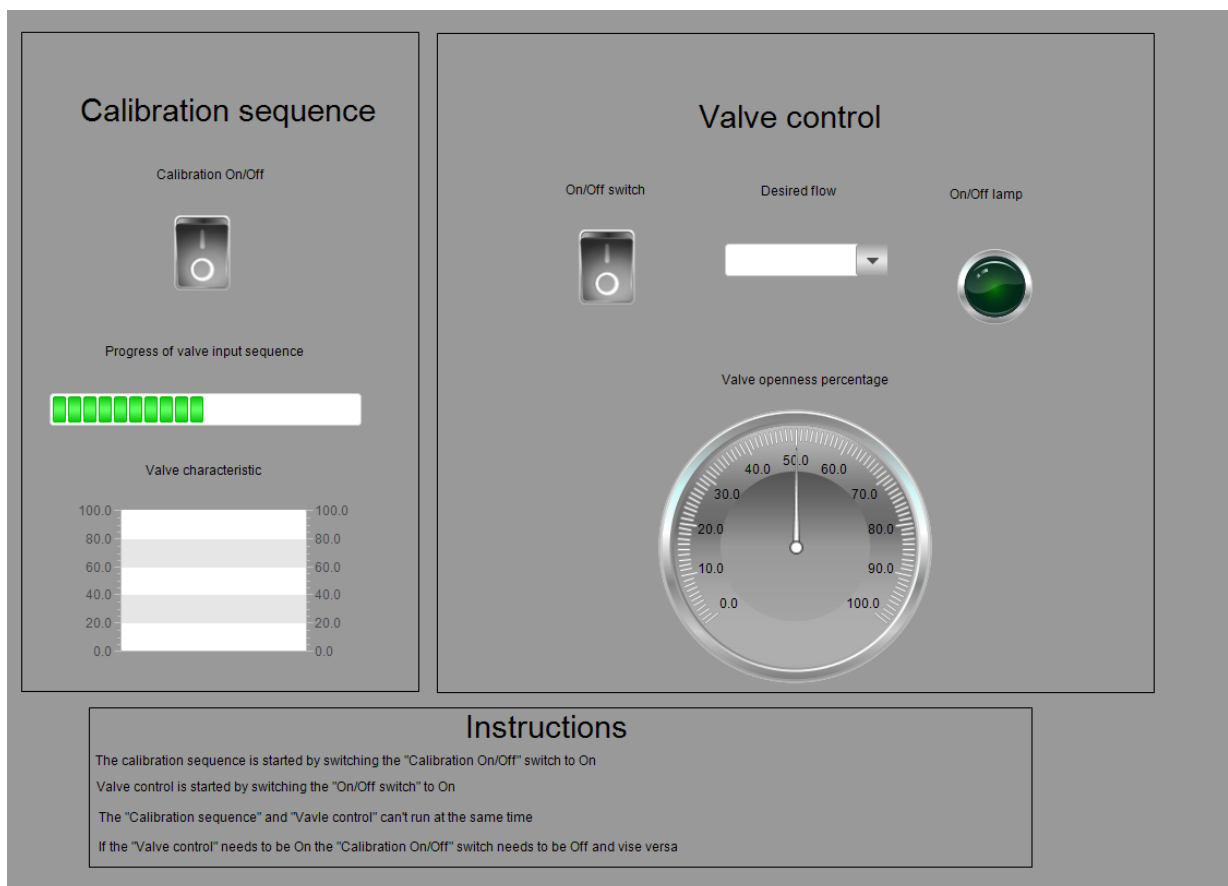 Calibration sequence
Calibration On/Off
Progress of valve input sequence
Valve characteristic
100.0 100.0
80.0 80.0
60.0 60.0
40.0 40.0
20.0 20.0
0.0 0.0
Valve control
On/Off switch
Desired flow
On/Off lamp
Valve openness percentage
0.0
10.0
20.0
30.0
40.0
50.0
60.0
70.0
80.0
90.0
100.0
Instructions
The calibration sequence is started by switching the "Calibration On/Off" switch to On
Valve control is started by switching the "On/Off switch" to On
The "Calibration sequence" and "Vavle control" can't run at the same time
If the "Valve control" needs to be On the "Calibration On/Off" switch needs to be Off and vise versa